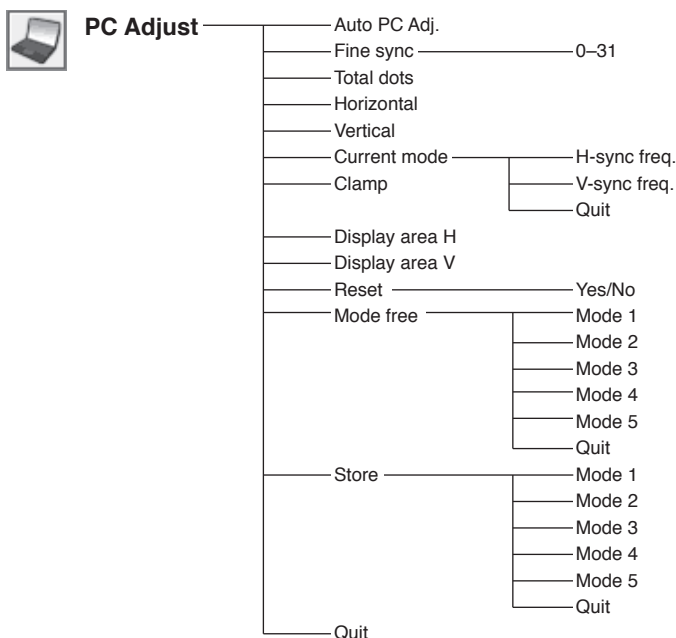 PC Adjust
Auto PC Adj.
Fine sync
0–31
Total dots
Horizontal
Vertical
Current mode
H-sync freq.
Clamp
V-sync freq.
Quit
Display area H
Display area V
Reset
Yes/No
Mode free
Mode 1
Mode 2
Mode 3
Mode 4
Mode 5
Quit
Store
Mode 1
Mode 2
Mode 3
Mode 4
Mode 5
Quit
Quit